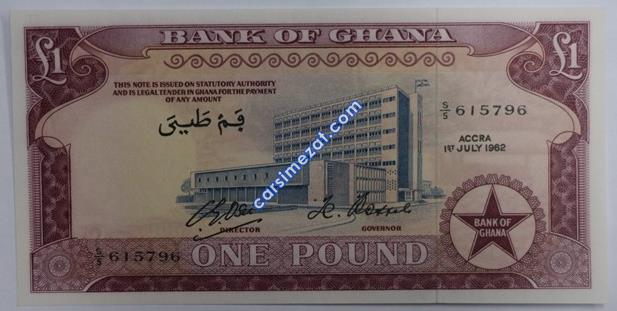 BANK OF GHANA
£1
£1
THIS NOTE IS ISSUED ON STATUTORY AUTHORITY
AND IS LEGAL TENDER IN GHANA FOR THE PAYMENT
OF ANY AMOUNT
S/5 615796
ACCRA
1ST JULY 1962
carsimezat.com
DIRECTOR
GOVERNOR
BANK OF
GHANA
S/5 615796
ONE POUND